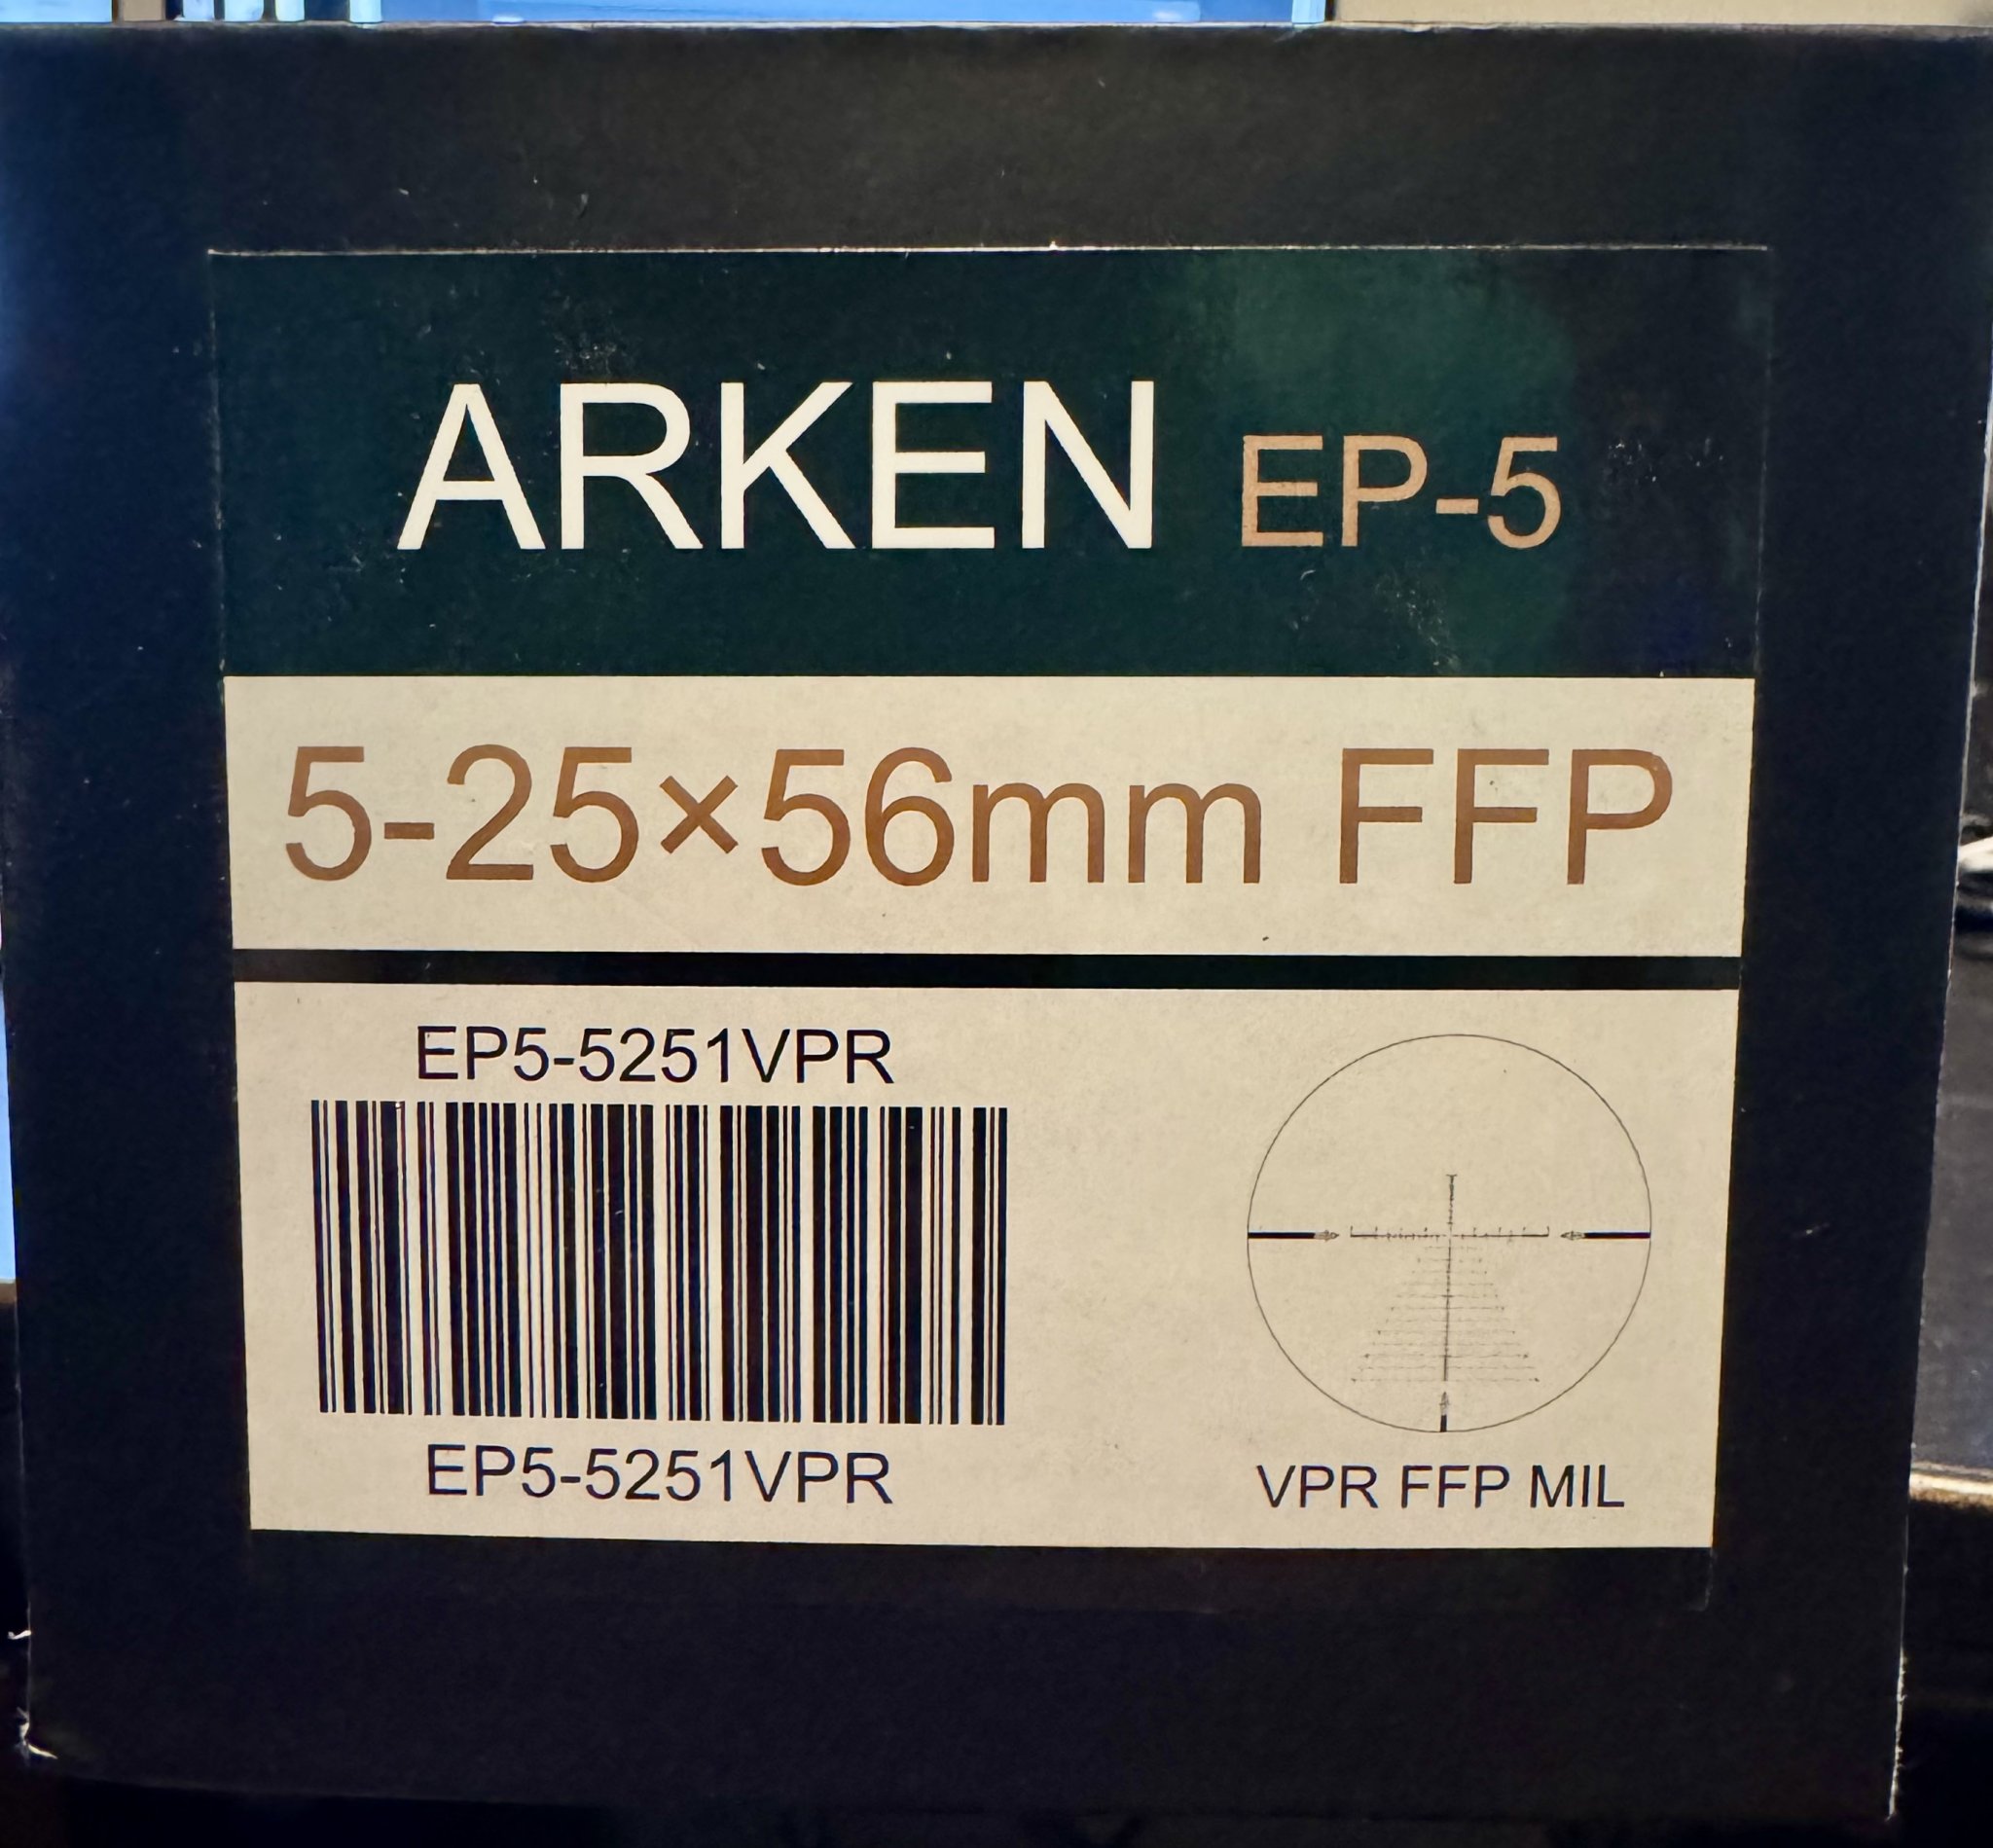 ARKEN EP-5
5-25×56mm FFP
EP5-5251VPR
EP5-5251VPR
VPR FFP MIL